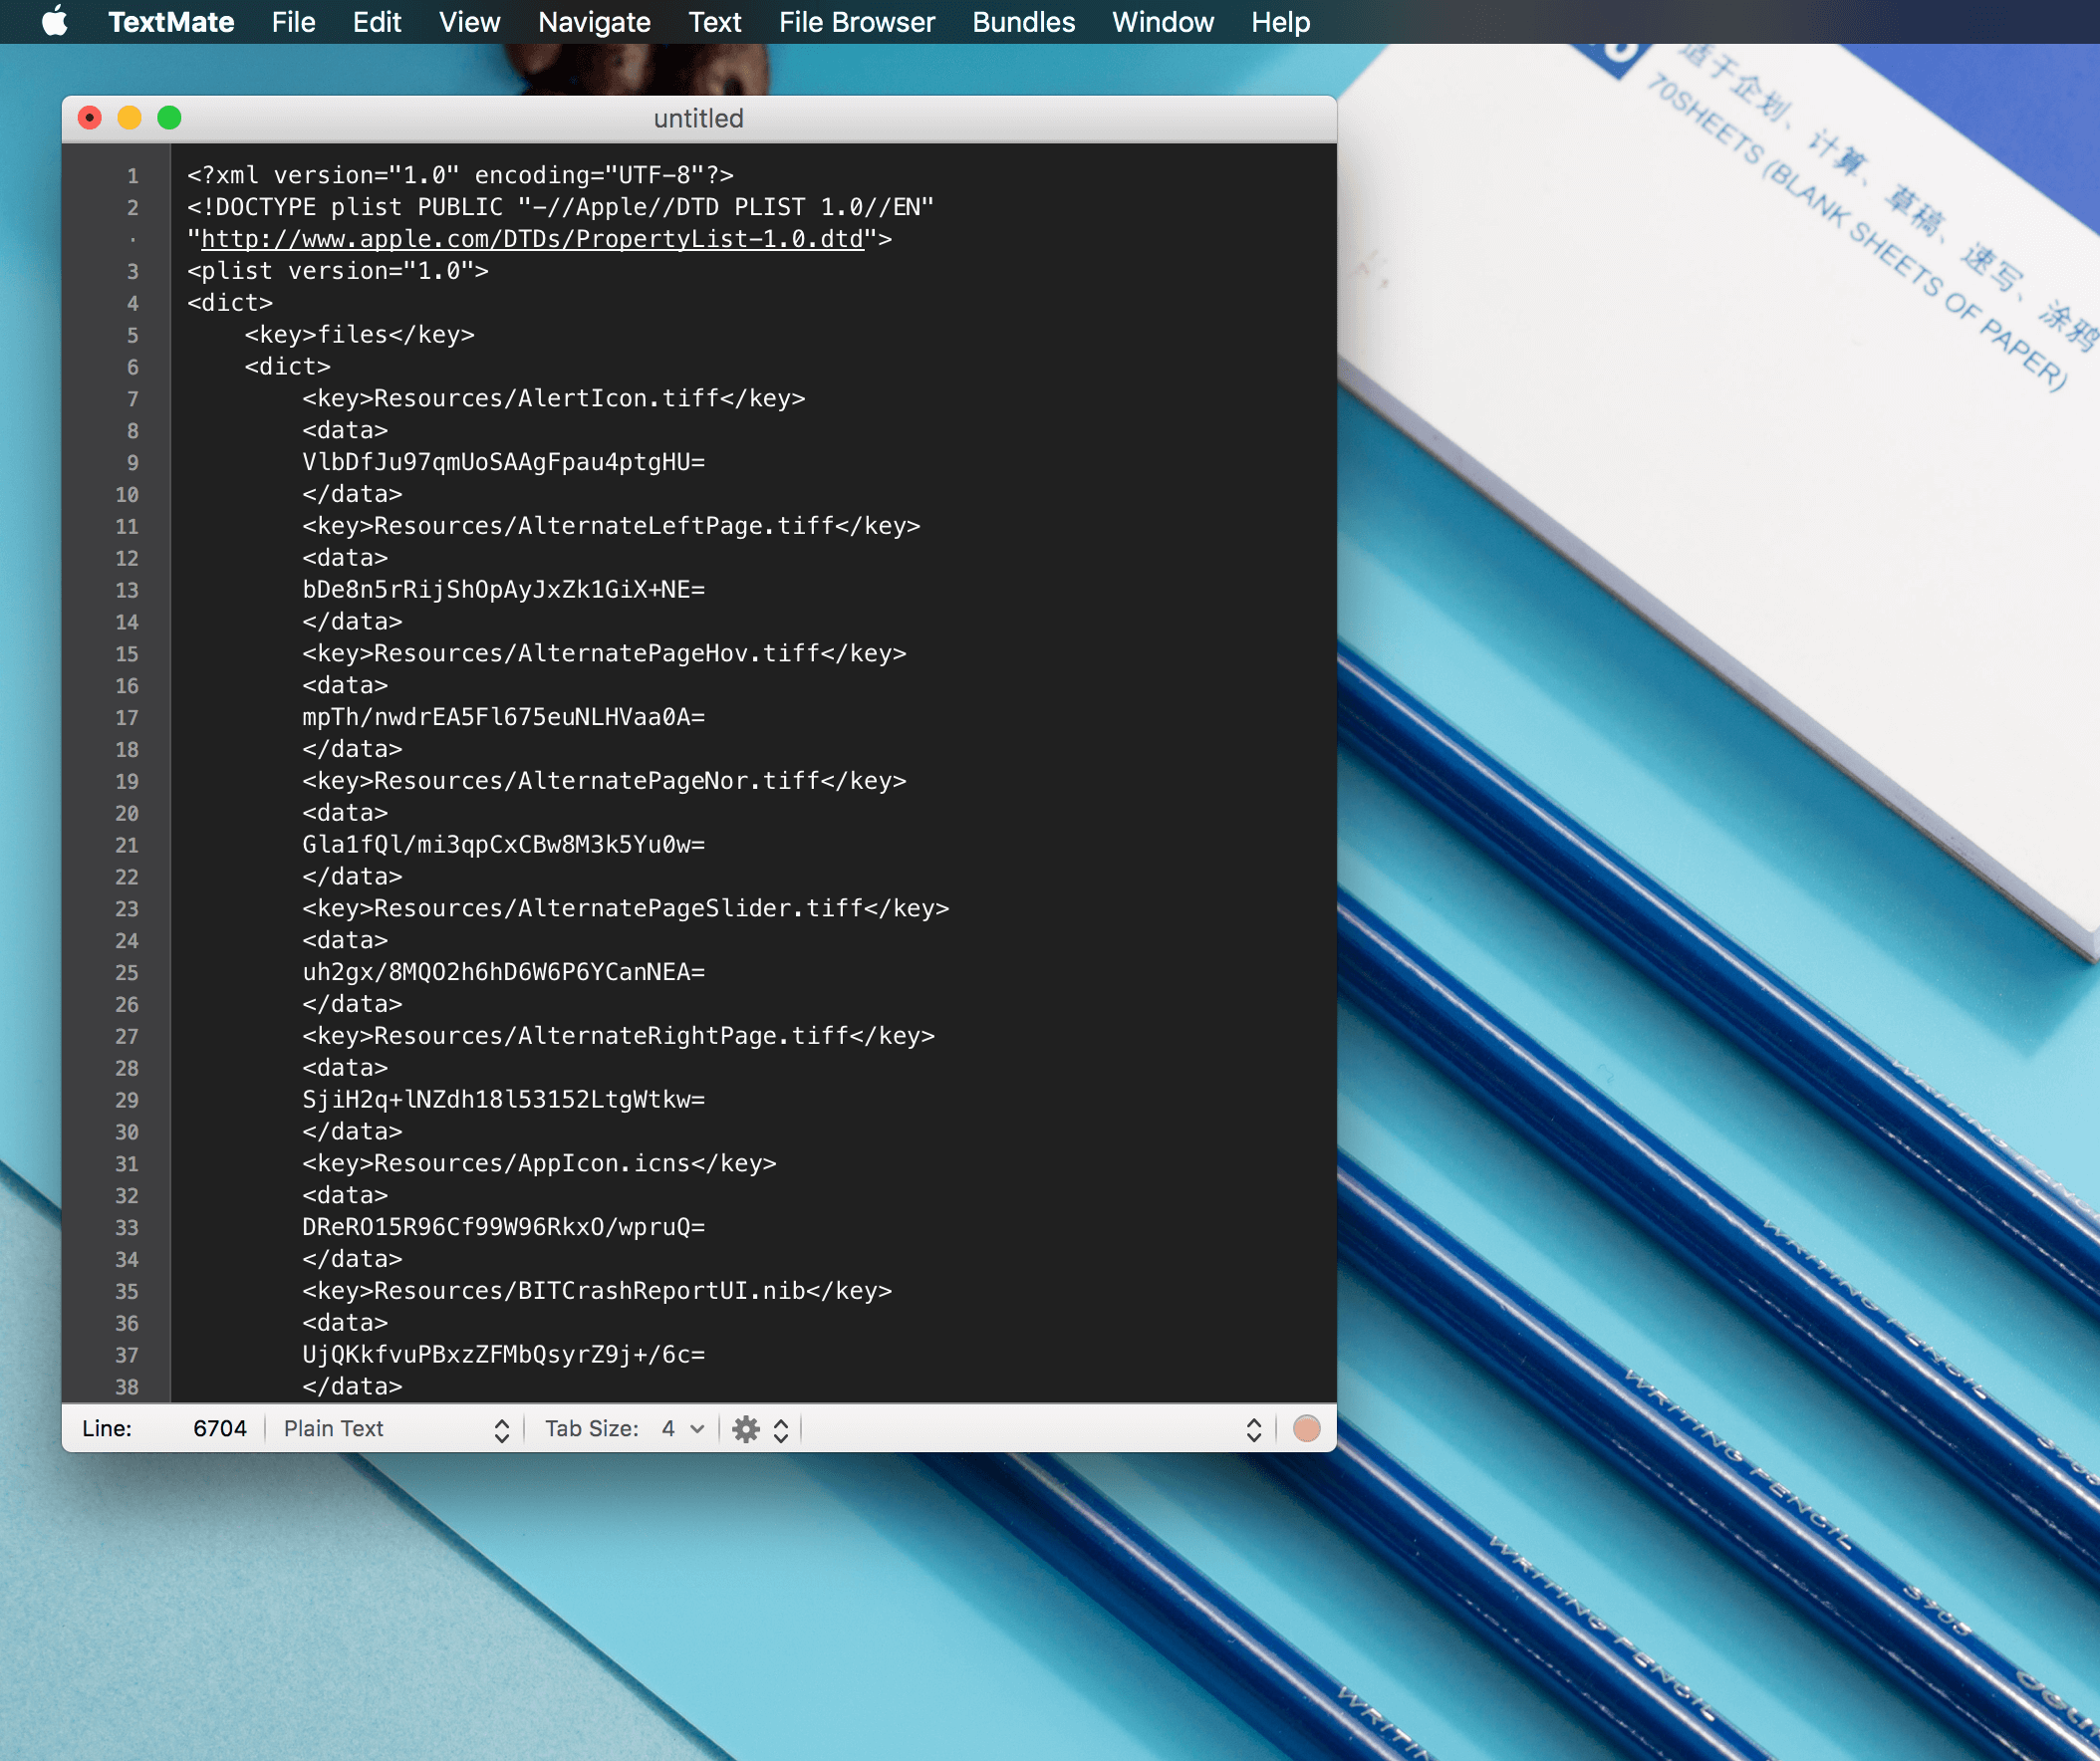 TextMate File Edit View Navigate Text File Browser Bundles Window Help
untitled
1 <?xml version="1.0" encoding="UTF-8"?>
2 <!DOCTYPE plist PUBLIC "-//Apple//DTD PLIST 1.0//EN"
· "http://www.apple.com/DTDs/PropertyList-1.0.dtd">
3 <plist version="1.0">
4 <dict>
5 <key>files</key>
6 <dict>
7 <key>Resources/AlertIcon.tiff</key>
8 <data>
9 VlbDfJu97qmUoSAAgFpau4ptgHU=
10 </data>
11 <key>Resources/AlternateLeftPage.tiff</key>
12 <data>
13 bDe8n5rRijShOpAyJxZk1GiX+NE=
14 </data>
15 <key>Resources/AlternatePageHov.tiff</key>
16 <data>
17 mpTh/nwdrEA5Fl675euNLHVaa0A=
18 </data>
19 <key>Resources/AlternatePageNor.tiff</key>
20 <data>
21 Gla1fQl/mi3qpCxCBw8M3k5Yu0w=
22 </data>
23 <key>Resources/AlternatePageSlider.tiff</key>
24 <data>
25 uh2gx/8MQO2h6hD6W6P6YCanNEA=
26 </data>
27 <key>Resources/AlternateRightPage.tiff</key>
28 <data>
29 SjiH2q+lNZdh18l53152LtgWtkw=
30 </data>
31 <key>Resources/AppIcon.icns</key>
32 <data>
33 DReRO15R96Cf99W96RkxO/wpruQ=
34 </data>
35 <key>Resources/BITCrashReportUI.nib</key>
36 <data>
37 UjQKkfvuPBxzZFMbQsyrZ9j+/6c=
38 </data>
Line: 6704 Plain Text Tab Size: 4
适于企划、计算、草稿、速写、涂鸦
70SHEETS (BLANK SHEETS OF PAPER)
WRITING PENCIL
WRITING PENCIL
WRITING PENCIL 3903
WRITING PENCIL 3903